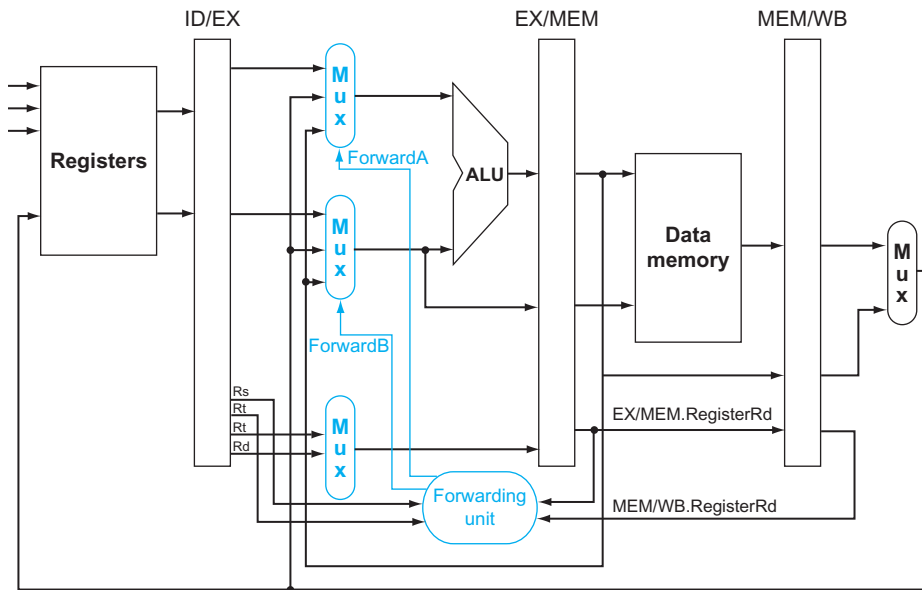 ID/EX
EX/MEM
MEM/WB
Registers
Mux
ForwardA
ALU
Mux
Data
memory
Mux
ForwardB
Rs
Rt
Rt
Rd
Mux
EX/MEM.RegisterRd
Forwarding
unit
MEM/WB.RegisterRd